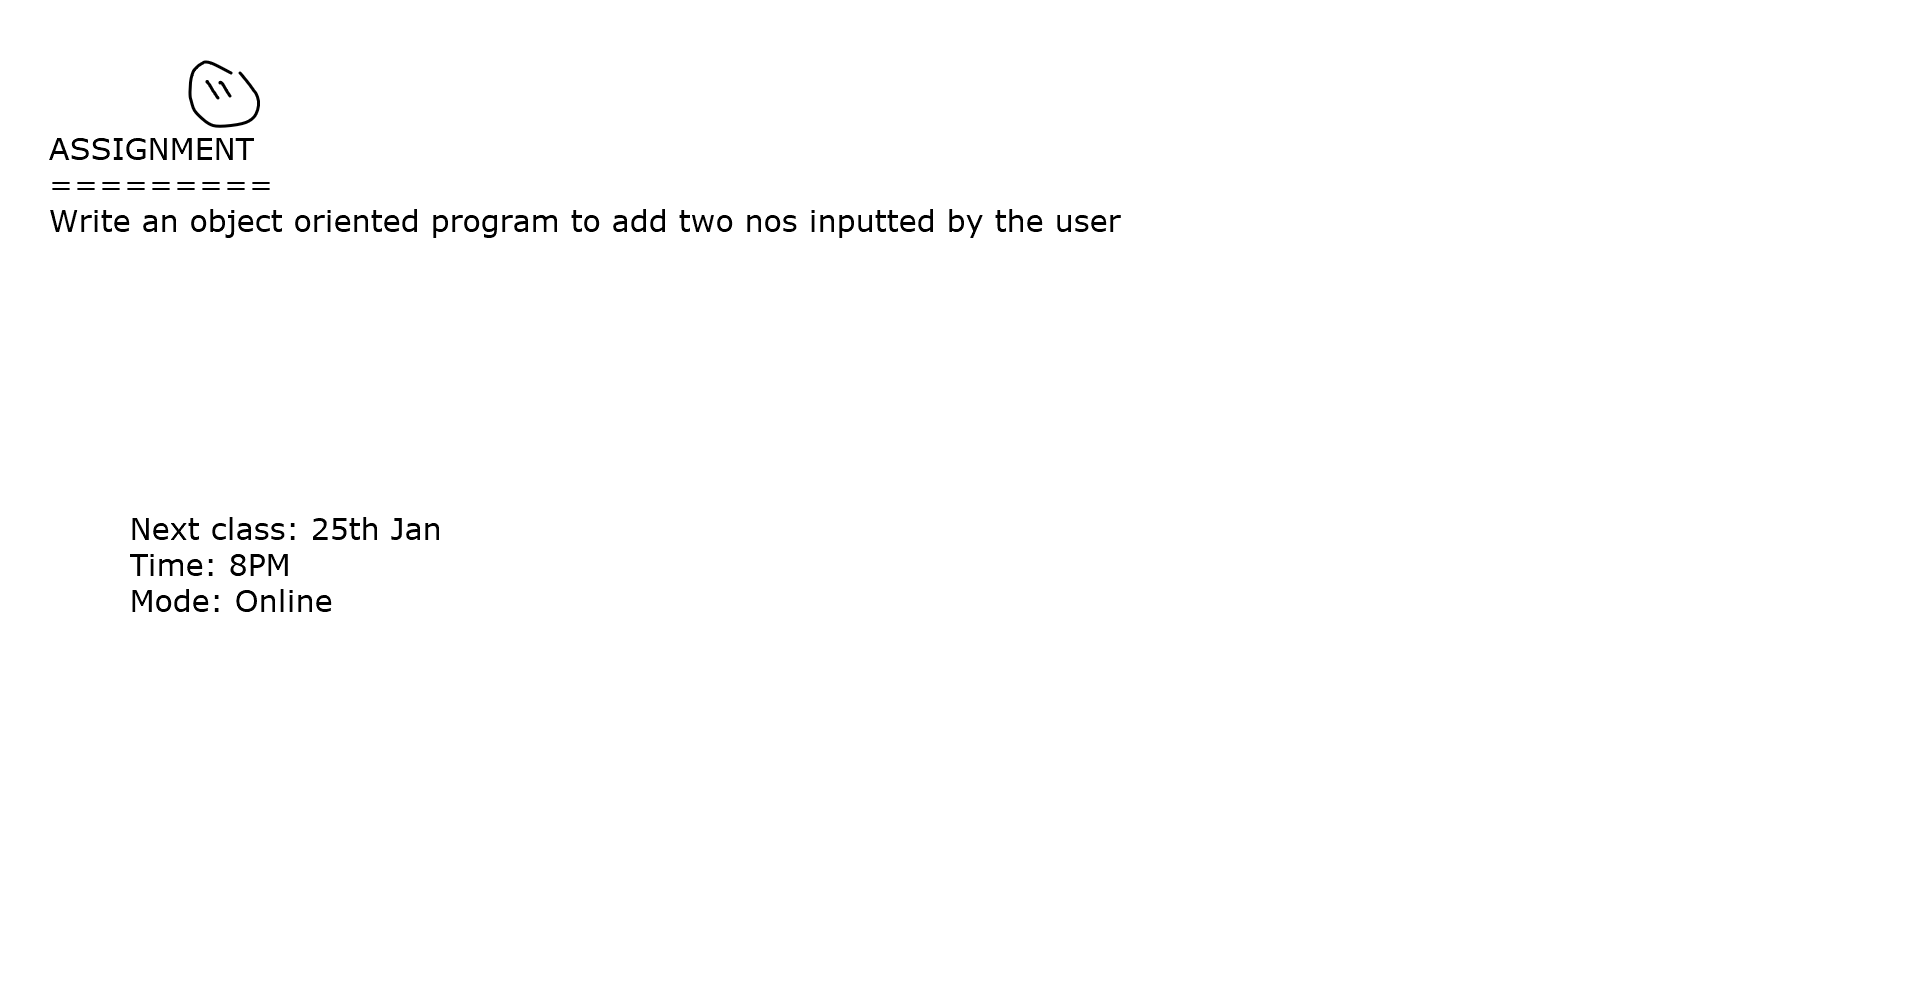 ASSIGNMENT
=========
Write an object oriented program to add two nos inputted by the user
Next class: 25th Jan
Time: 8PM
Mode: Online